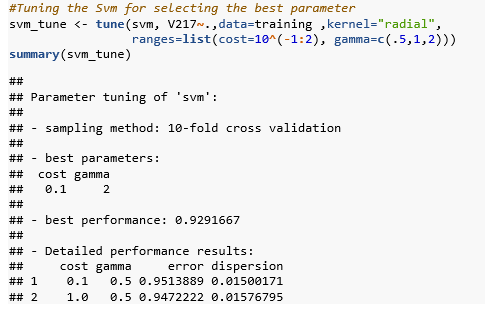 #Tuning the Svm for selecting the best parameter
svm_tune <- tune(svm, V217~.,data=training ,kernel="radial",
ranges=list(cost=10^(-1:2), gamma=c(.5,1,2)))
summary(svm_tune)
##
## Parameter tuning of 'svm':
##
## - sampling method: 10-fold cross validation
##
## - best parameters:
## cost gamma
## 0.1 2
##
## - best performance: 0.9291667
##
## - Detailed performance results:
## cost gamma error dispersion
## 1 0.1 0.5 0.9513889 0.01500171
## 2 1.0 0.5 0.9472222 0.01576795